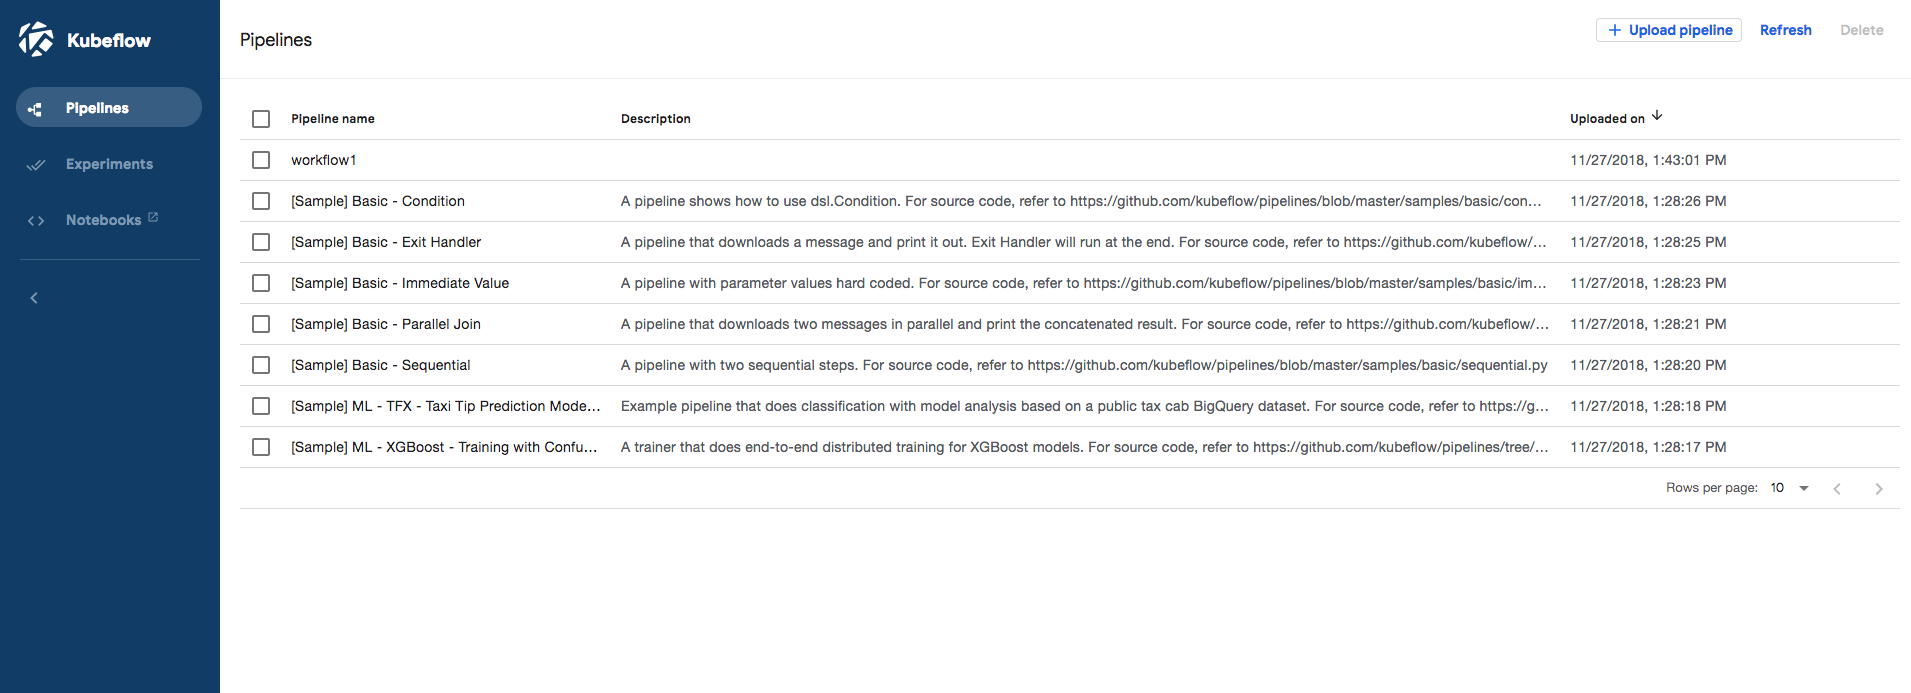 Kubeflow
Pipelines
Experiments
Notebooks
Pipelines
+ Upload pipeline Refresh Delete
Pipeline name Description Uploaded on
workflow1 11/27/2018, 1:43:01 PM
[Sample] Basic - Condition A pipeline shows how to use dsl.Condition. For source code, refer to https://github.com/kubeflow/pipelines/blob/master/samples/basic/con... 11/27/2018, 1:28:26 PM
[Sample] Basic - Exit Handler A pipeline that downloads a message and print it out. Exit Handler will run at the end. For source code, refer to https://github.com/kubeflow/... 11/27/2018, 1:28:25 PM
[Sample] Basic - Immediate Value A pipeline with parameter values hard coded. For source code, refer to https://github.com/kubeflow/pipelines/blob/master/samples/basic/im... 11/27/2018, 1:28:23 PM
[Sample] Basic - Parallel Join A pipeline that downloads two messages in parallel and print the concatenated result. For source code, refer to https://github.com/kubeflow/... 11/27/2018, 1:28:21 PM
[Sample] Basic - Sequential A pipeline with two sequential steps. For source code, refer to https://github.com/kubeflow/pipelines/blob/master/samples/basic/sequential.py 11/27/2018, 1:28:20 PM
[Sample] ML - TFX - Taxi Tip Prediction Mode... Example pipeline that does classification with model analysis based on a public tax cab BigQuery dataset. For source code, refer to https://g... 11/27/2018, 1:28:18 PM
[Sample] ML - XGBoost - Training with Confu... A trainer that does end-to-end distributed training for XGBoost models. For source code, refer to https://github.com/kubeflow/pipelines/tree/... 11/27/2018, 1:28:17 PM
Rows per page: 10